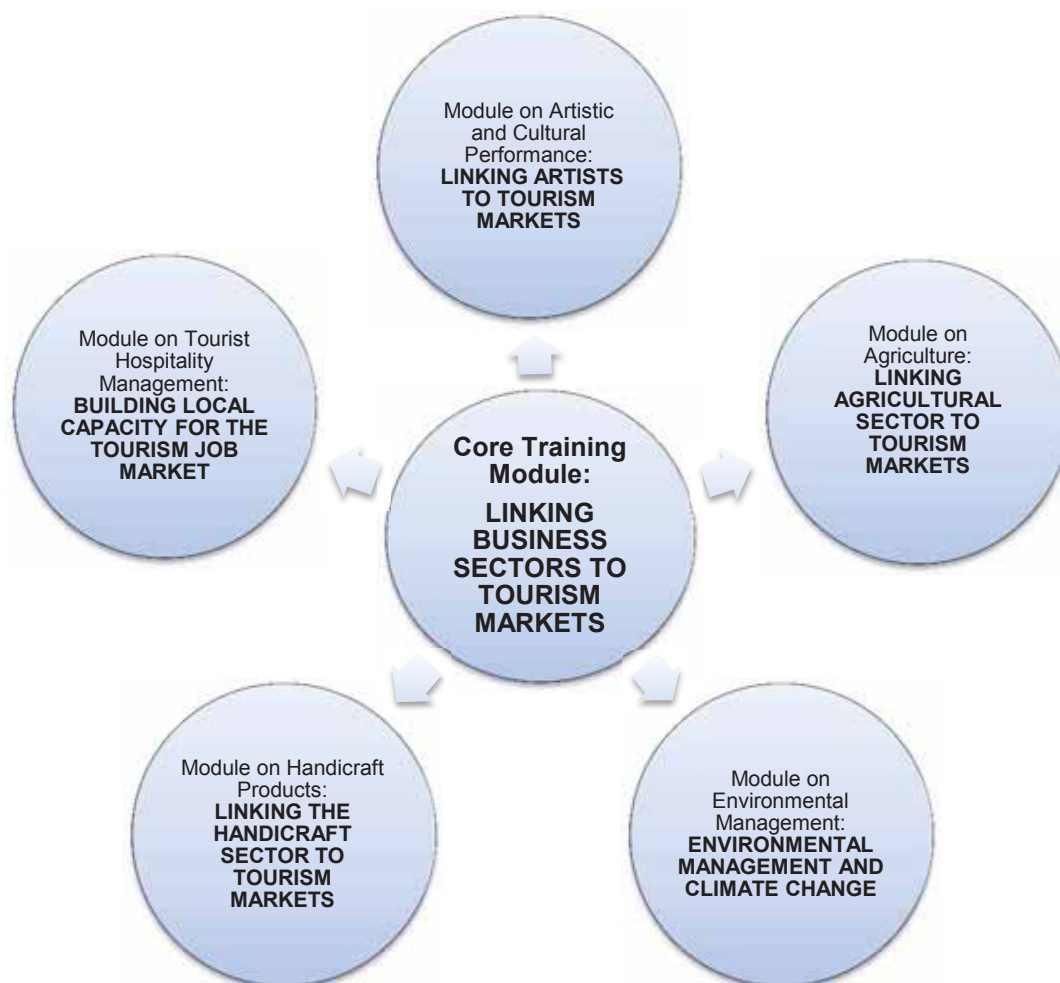 Module on Artistic
and Cultural
Performance:
LINKING ARTISTS
TO TOURISM
MARKETS
Module on Tourist
Hospitality
Management:
BUILDING LOCAL
CAPACITY FOR THE
TOURISM JOB
MARKET
Module on
Agriculture:
LINKING
AGRICULTURAL
SECTOR TO
TOURISM
MARKETS
Core Training
Module:
LINKING
BUSINESS
SECTORS TO
TOURISM
MARKETS
Module on Handicraft
Products:
LINKING THE
HANDICRAFT
SECTOR TO
TOURISM
MARKETS
Module on
Environmental
Management:
ENVIRONMENTAL
MANAGEMENT AND
CLIMATE CHANGE